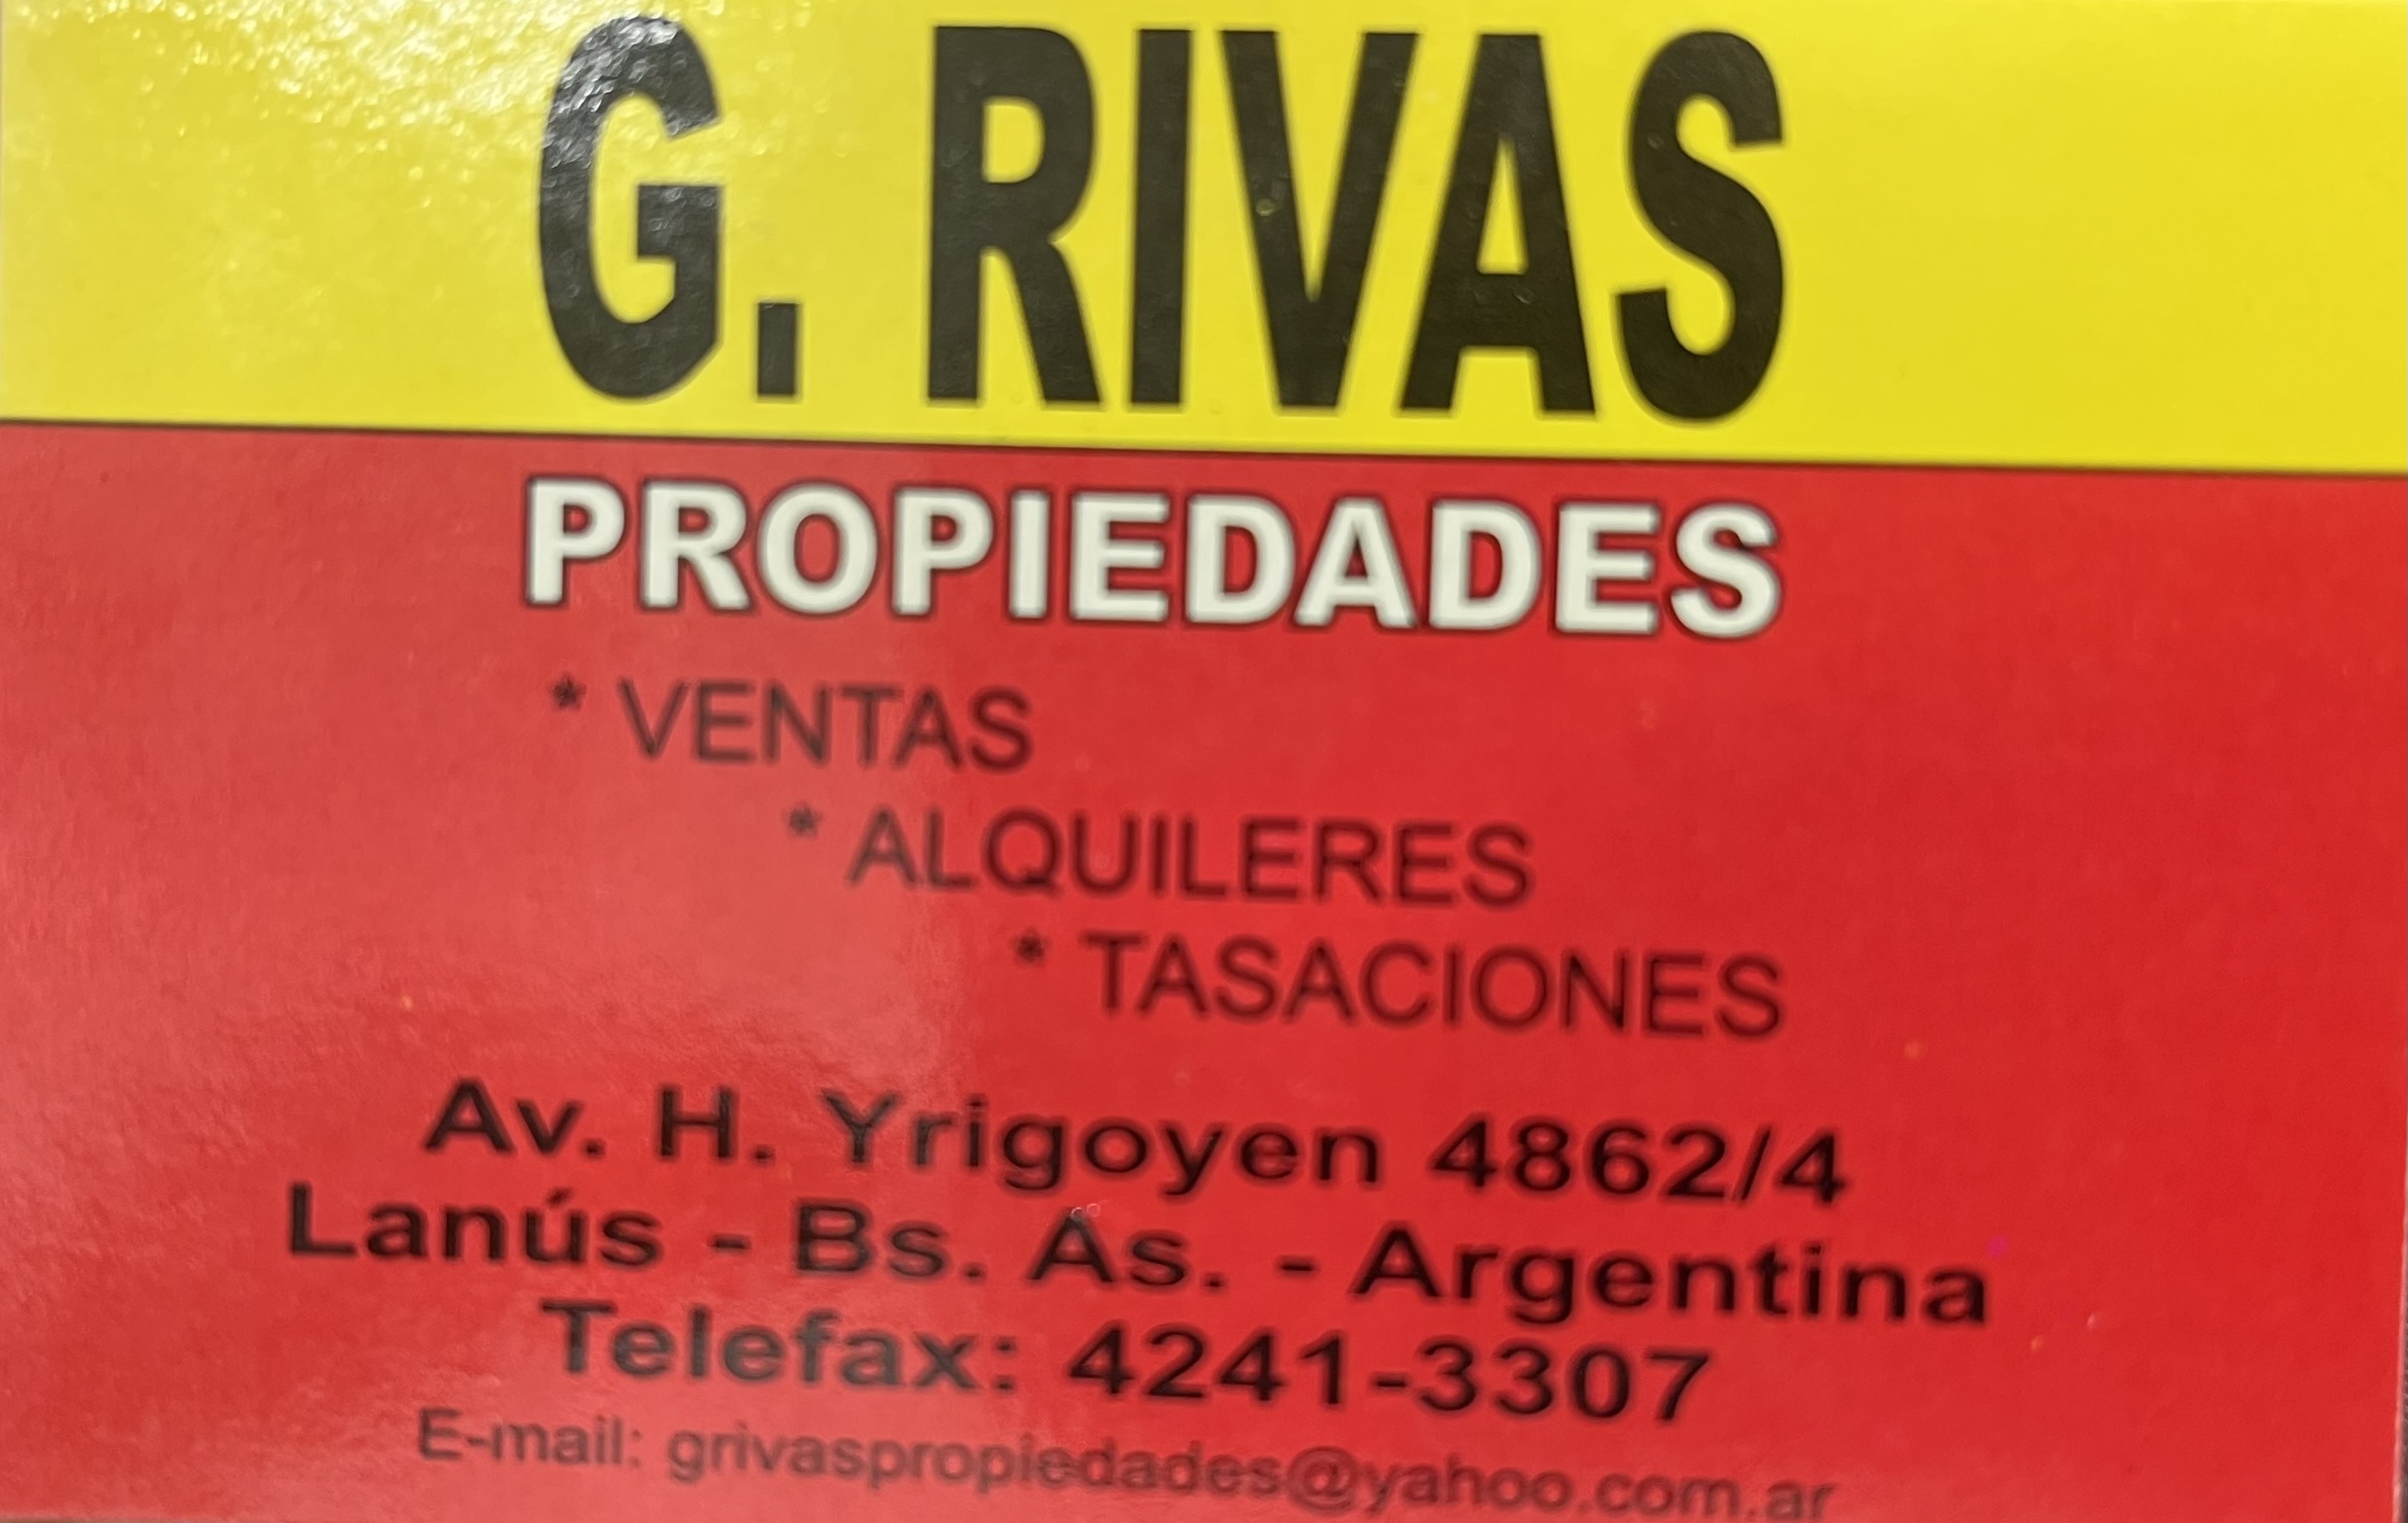 G. RIVAS
PROPIEDADES
* VENTAS
* ALQUILERES
* TASACIONES
Av. H. Yrigoyen 4862/4
Lanús - Bs. As. - Argentina
Telefax: 4241-3307
E-mail: grivaspropiedades@yahoo.com.ar